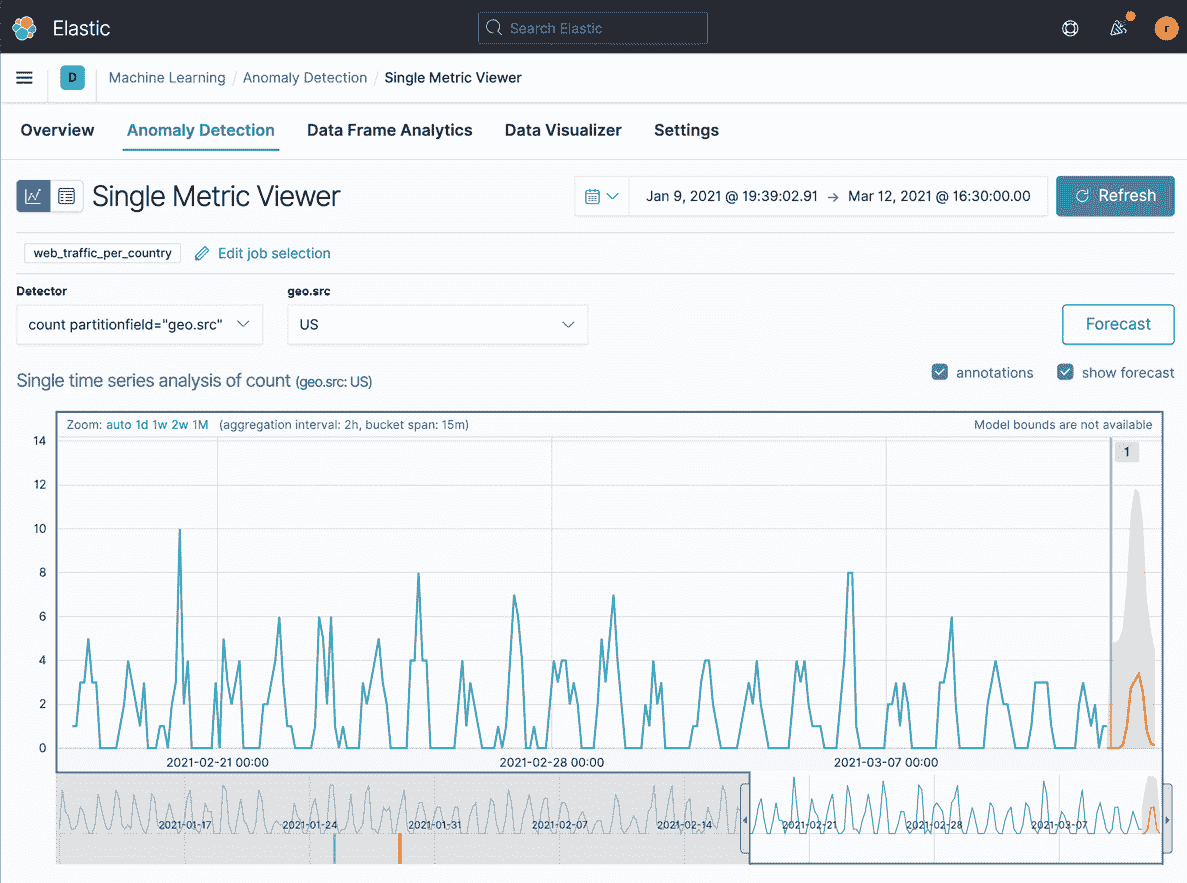 Elastic
Search Elastic
r
D
Machine Learning / Anomaly Detection / Single Metric Viewer
Overview Anomaly Detection Data Frame Analytics Data Visualizer Settings
Single Metric Viewer
Jan 9, 2021 @ 19:39:02.91 → Mar 12, 2021 @ 16:30:00.00 Refresh
web_traffic_per_country Edit job selection
Detector geo.src
count partitionfield="geo.src" US Forecast
Single time series analysis of count (geo.src: US) annotations show forecast
Zoom: auto 1d 1w 2w 1M (aggregation interval: 2h, bucket span: 15m) Model bounds are not available
14
1
12
10
8
6
4
2
0
2021-02-21 00:00 2021-02-28 00:00 2021-03-07 00:00
2021-01-17 2021-01-24 2021-01-31 2021-02-07 2021-02-14 2021-02-21 2021-02-28 2021-03-07